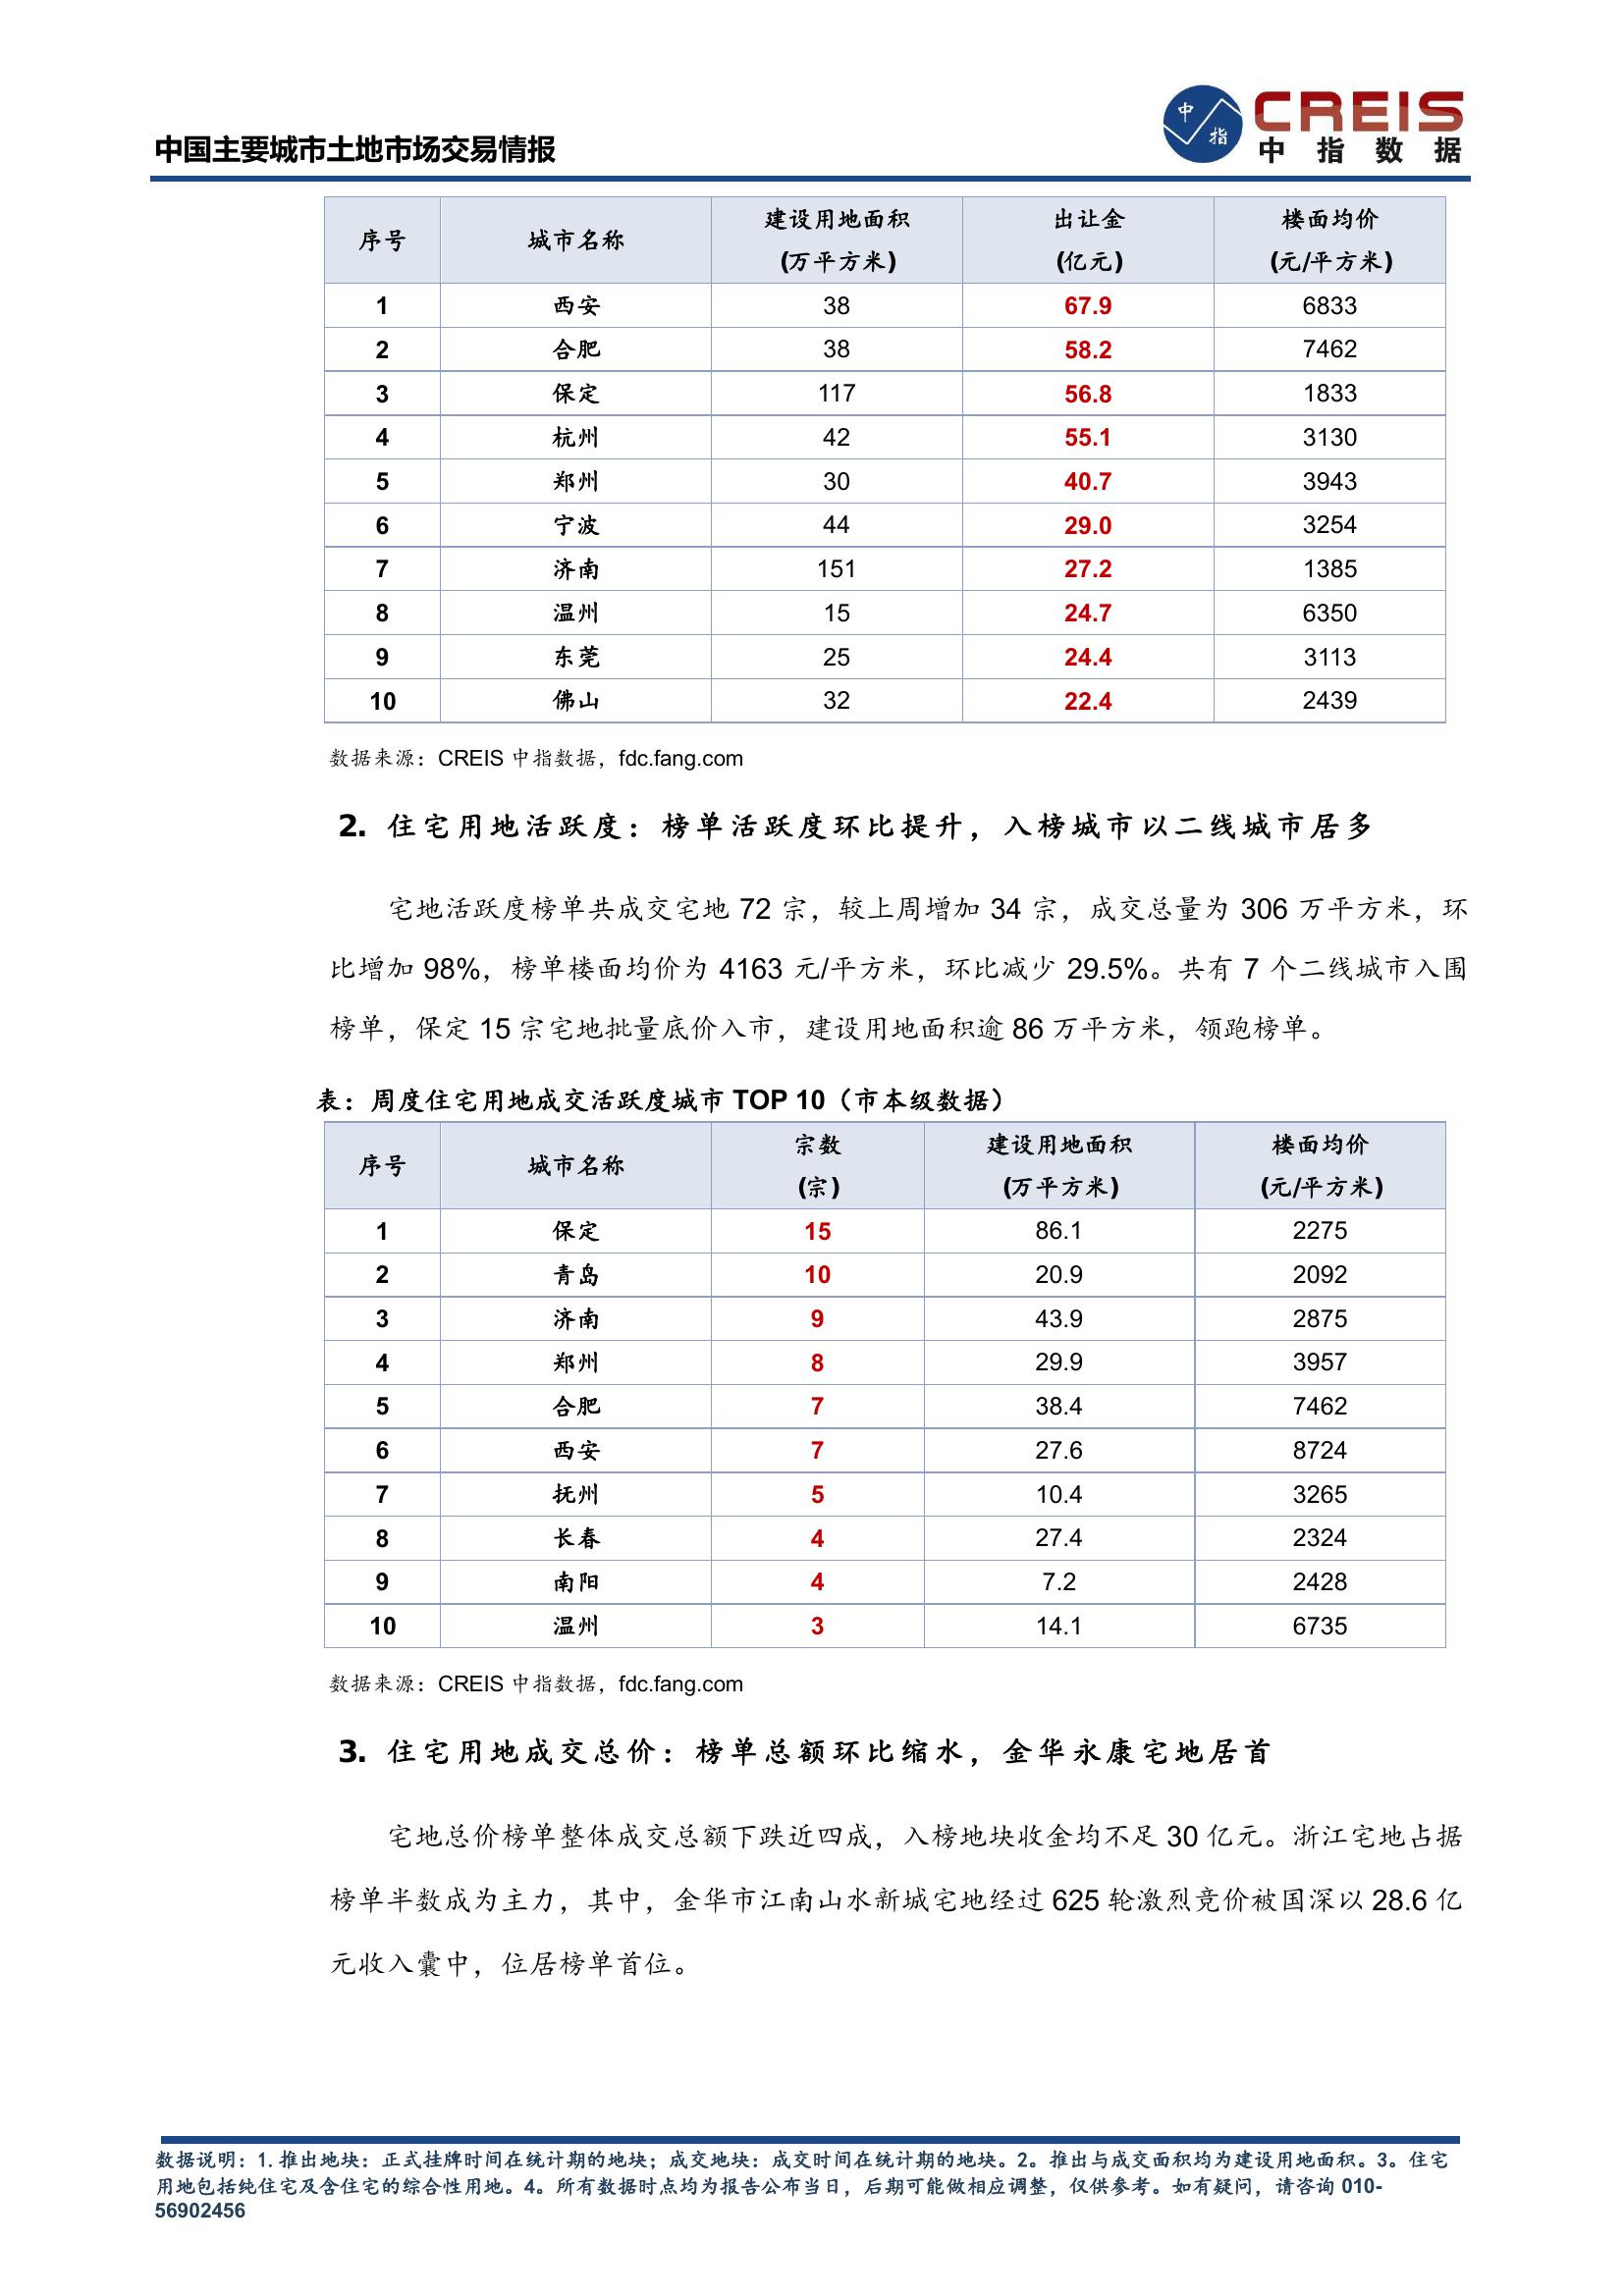 中国主要城市土地市场交易情报
中 指
CREIS
中 指 数 据
序号 城市名称 建设用地面积 (万平方米) 出让金 (亿元) 楼面均价 (元/平方米)
1 西安 38 67.9 6833
2 合肥 38 58.2 7462
3 保定 117 56.8 1833
4 杭州 42 55.1 3130
5 郑州 30 40.7 3943
6 宁波 44 29.0 3254
7 济南 151 27.2 1385
8 温州 15 24.7 6350
9 东莞 25 24.4 3113
10 佛山 32 22.4 2439
数据来源：CREIS 中指数据，fdc.fang.com
2. 住宅用地活跃度：榜单活跃度环比提升，入榜城市以二线城市居多
宅地活跃度榜单共成交宅地 72 宗，较上周增加 34 宗，成交总量为 306 万平方米，环
比增加 98%，榜单楼面均价为 4163 元/平方米，环比减少 29.5%。共有 7 个二线城市入围
榜单，保定 15 宗宅地批量底价入市，建设用地面积逾 86 万平方米，领跑榜单。
表：周度住宅用地成交活跃度城市 TOP 10（市本级数据）
序号 城市名称 宗数 (宗) 建设用地面积 (万平方米) 楼面均价 (元/平方米)
1 保定 15 86.1 2275
2 青岛 10 20.9 2092
3 济南 9 43.9 2875
4 郑州 8 29.9 3957
5 合肥 7 38.4 7462
6 西安 7 27.6 8724
7 抚州 5 10.4 3265
8 长春 4 27.4 2324
9 南阳 4 7.2 2428
10 温州 3 14.1 6735
数据来源：CREIS 中指数据，fdc.fang.com
3. 住宅用地成交总价：榜单总额环比缩水，金华永康宅地居首
宅地总价榜单整体成交总额下跌近四成，入榜地块收金均不足 30 亿元。浙江宅地占据
榜单半数成为主力，其中，金华市江南山水新城宅地经过 625 轮激烈竞价被国深以 28.6 亿
元收入囊中，位居榜单首位。
数据说明：1. 推出地块：正式挂牌时间在统计期的地块；成交地块：成交时间在统计期的地块。2。推出与成交面积均为建设用地面积。3。住宅
用地包括纯住宅及含住宅的综合性用地。4。所有数据时点均为报告公布当日，后期可能做相应调整，仅供参考。如有疑问，请咨询 010-
56902456